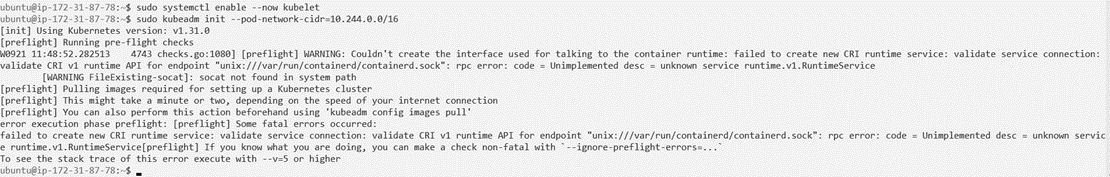 ubuntu@ip-172-31-87-78:~$ sudo systemctl enable --now kubelet
ubuntu@ip-172-31-87-78:~$ sudo kubeadm init --pod-network-cidr=10.244.0.0/16
[init] Using Kubernetes version: v1.31.0
[preflight] Running pre-flight checks
W0921 11:48:52.282513    4743 checks.go:1080] [preflight] WARNING: Couldn't create the interface used for talking to the container runtime: failed to create new CRI runtime service: validate service connection:
validate CRI v1 runtime API for endpoint "unix:///var/run/containerd/containerd.sock": rpc error: code = Unimplemented desc = unknown service runtime.v1.RuntimeService
        [WARNING FileExisting-socat]: socat not found in system path
[preflight] Pulling images required for setting up a Kubernetes cluster
[preflight] This might take a minute or two, depending on the speed of your internet connection
[preflight] You can also perform this action beforehand using 'kubeadm config images pull'
error execution phase preflight: [preflight] Some fatal errors occurred:
failed to create new CRI runtime service: validate service connection: validate CRI v1 runtime API for endpoint "unix:///var/run/containerd/containerd.sock": rpc error: code = Unimplemented desc = unknown servic
e runtime.v1.RuntimeService[preflight] If you know what you are doing, you can make a check non-fatal with `--ignore-preflight-errors=...`
To see the stack trace of this error execute with --v=5 or higher
ubuntu@ip-172-31-87-78:~$